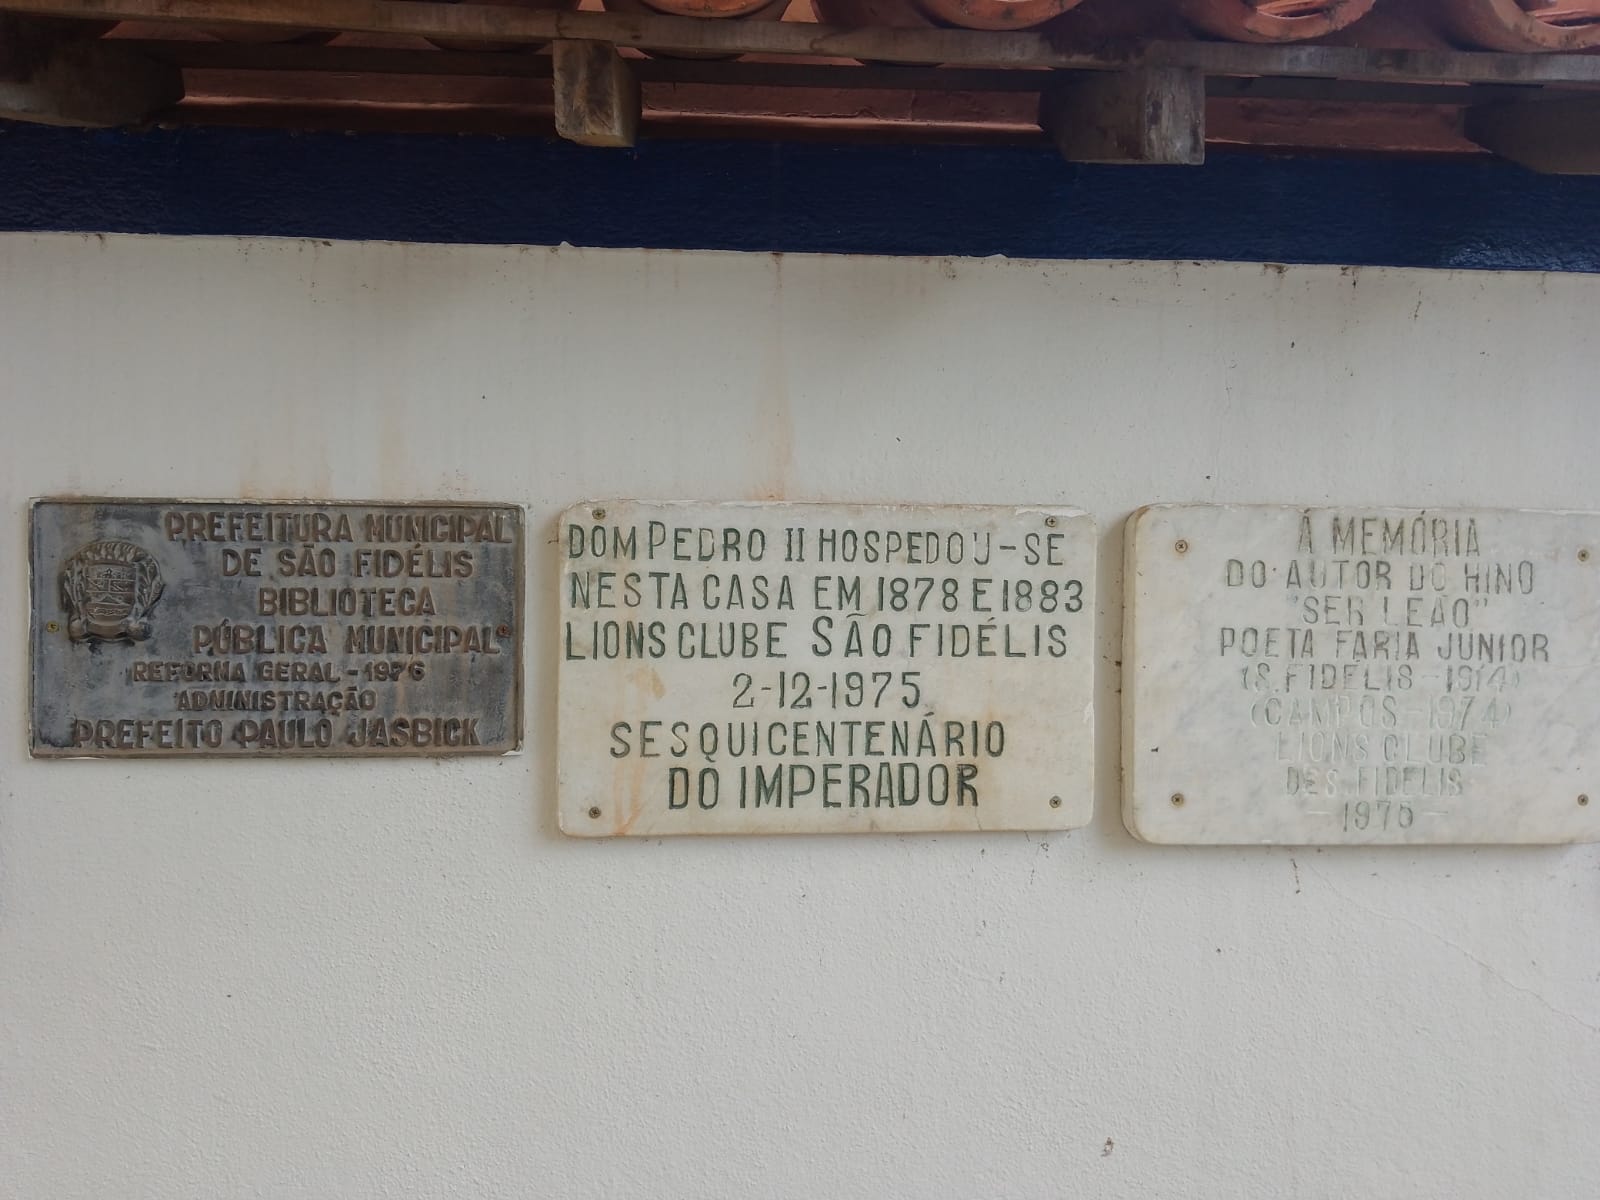 PREFEITURA MUNICIPAL
DE SÃO FIDÉLIS
BIBLIOTECA
PÚBLICA MUNICIPAL
REFORMA GERAL - 1976
ADMINISTRAÇÃO
PREFEITO PAULO JASBICK
DOM PEDRO II HOSPEDOU-SE
NESTA CASA EM 1878 E 1883
LIONS CLUBE SÃO FIDÉLIS
2-12-1975
SESQUICENTENÁRIO
DO IMPERADOR
Á MEMÓRIA
DO AUTOR DO HINO
"SER LEÃO"
POETA FARIA JUNIOR
(S. FIDELIS - 1914)
(CAMPOS - 1974)
LIONS CLUBE
DE S. FIDELIS
- 1975 -